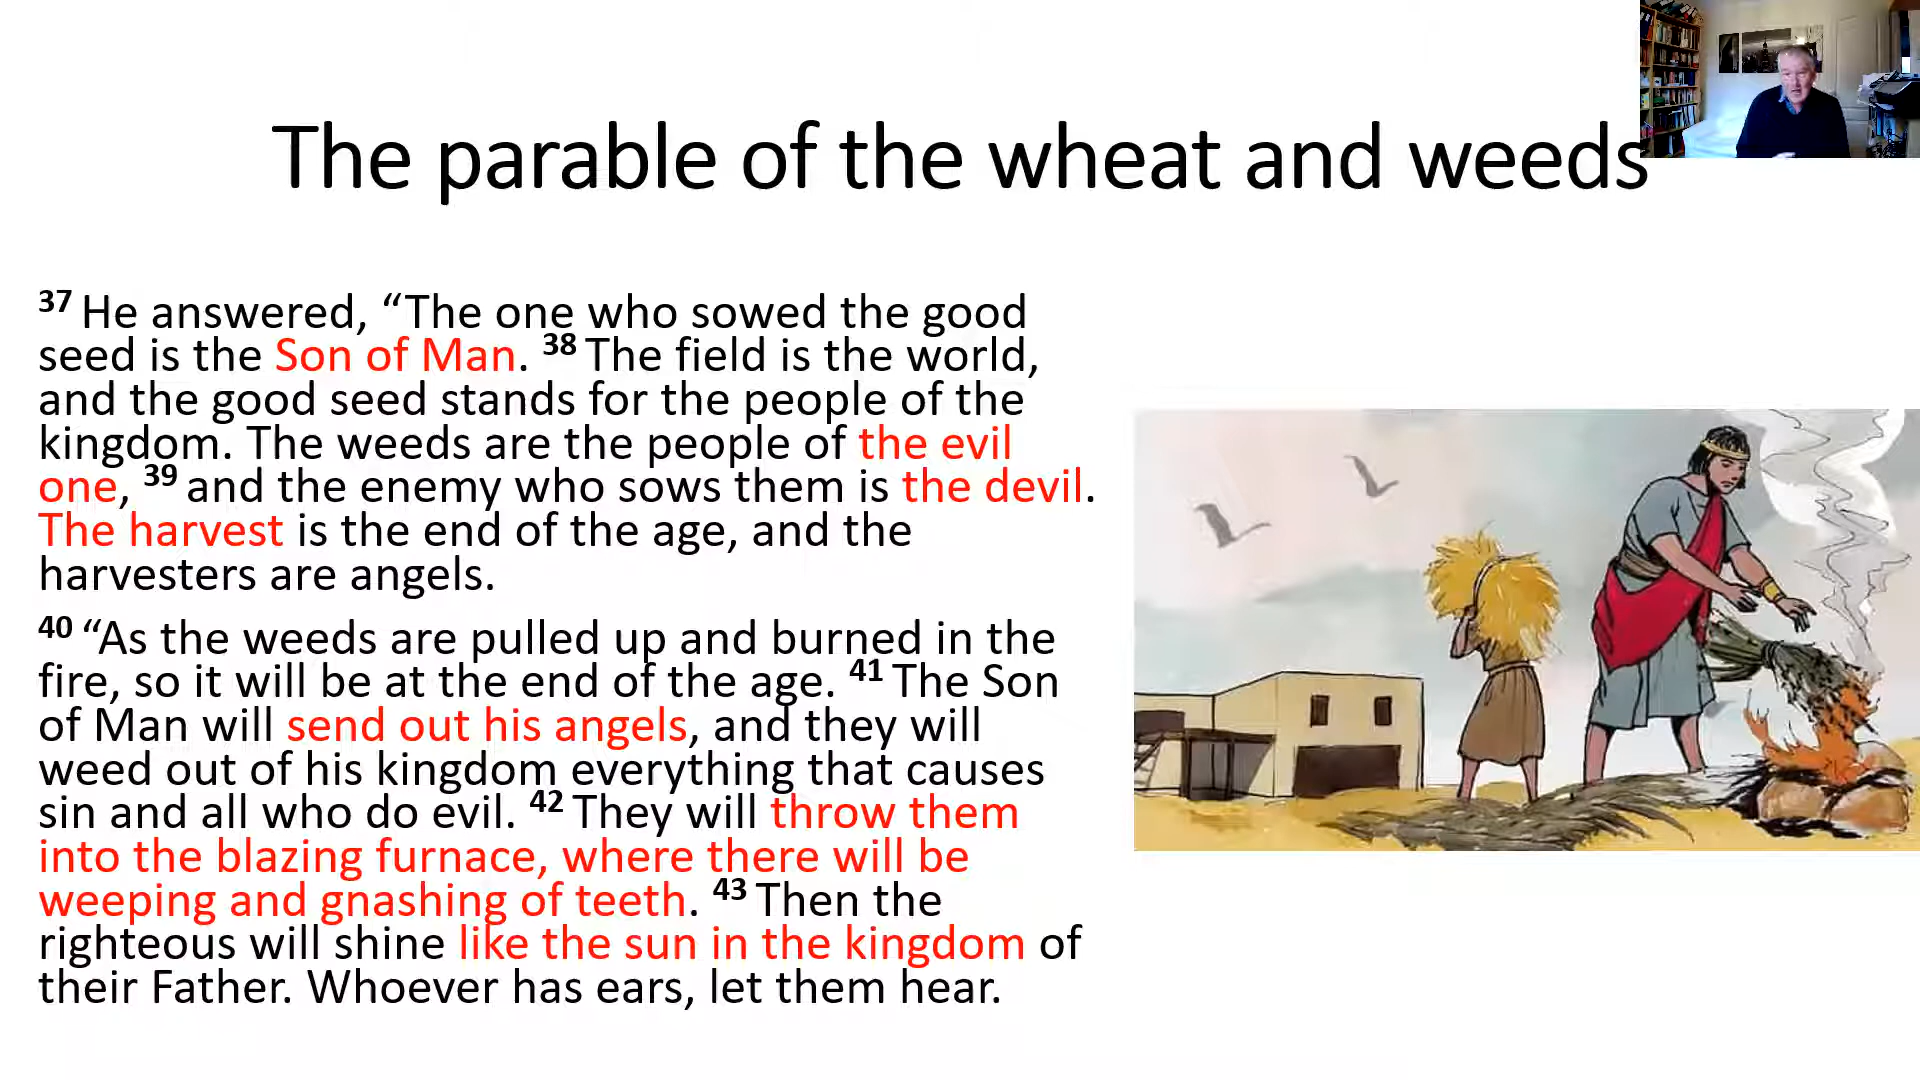 The parable of the wheat and weeds
37 He answered, “The one who sowed the good
seed is the Son of Man. 38 The field is the world,
and the good seed stands for the people of the
kingdom. The weeds are the people of the evil
one, 39 and the enemy who sows them is the devil.
The harvest is the end of the age, and the
harvesters are angels.
40 “As the weeds are pulled up and burned in the
fire, so it will be at the end of the age. 41 The Son
of Man will send out his angels, and they will
weed out of his kingdom everything that causes
sin and all who do evil. 42 They will throw them
into the blazing furnace, where there will be
weeping and gnashing of teeth. 43 Then the
righteous will shine like the sun in the kingdom of
their Father. Whoever has ears, let them hear.